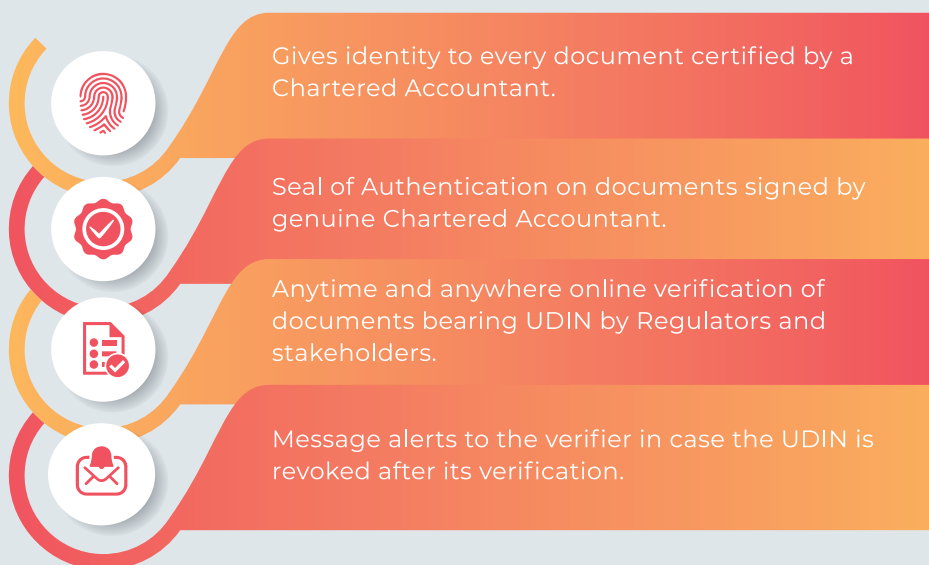 Gives identity to every document certified by a
Chartered Accountant.
Seal of Authentication on documents signed by
genuine Chartered Accountant.
Anytime and anywhere online verification of
documents bearing UDIN by Regulators and
stakeholders.
Message alerts to the verifier in case the UDIN is
revoked after its verification.